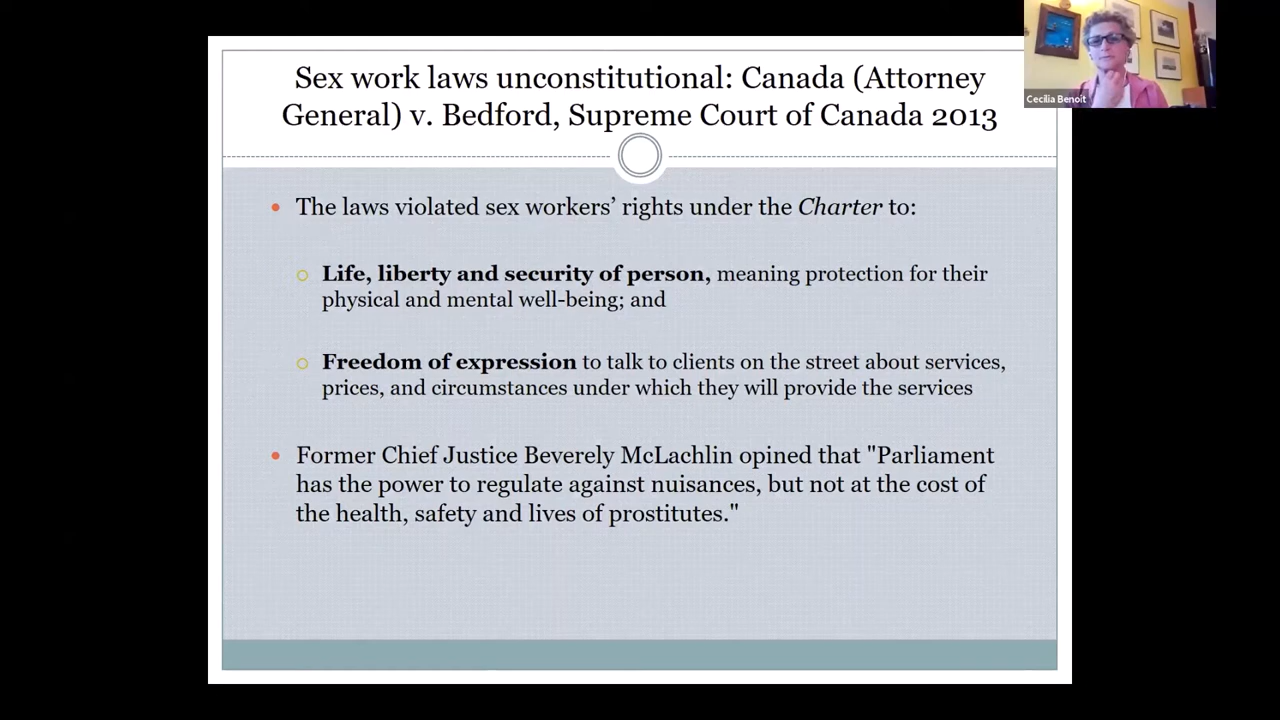 Sex work laws unconstitutional: Canada (Attorney
General) v. Bedford, Supreme Court of Canada 2013
Cecilia Benoit
The laws violated sex workers’ rights under the Charter to:
Life, liberty and security of person, meaning protection for their
physical and mental well-being; and
Freedom of expression to talk to clients on the street about services,
prices, and circumstances under which they will provide the services
Former Chief Justice Beverely McLachlin opined that "Parliament
has the power to regulate against nuisances, but not at the cost of
the health, safety and lives of prostitutes."